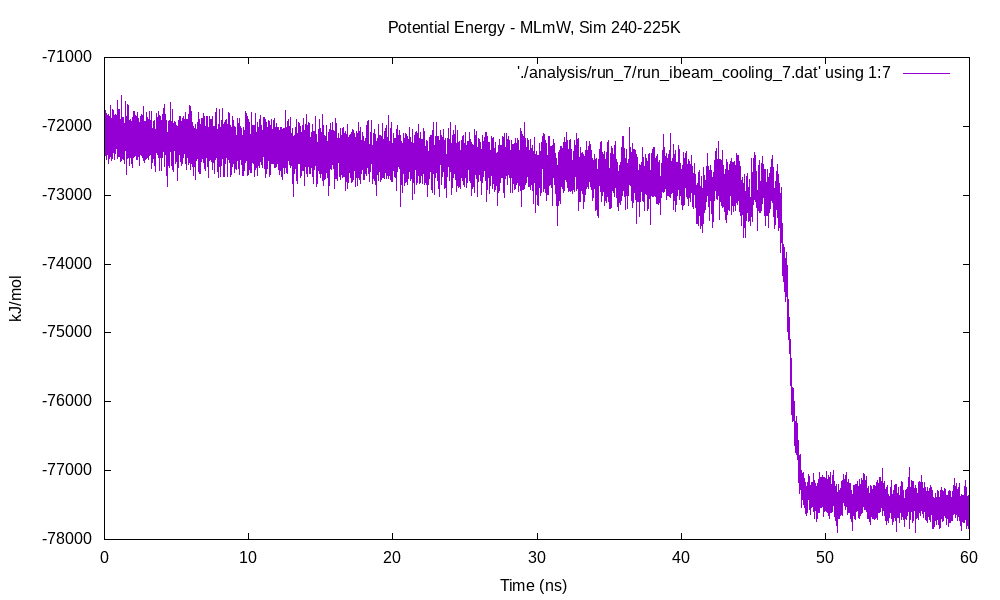 Potential Energy - MLmW, Sim 240-225K
'./analysis/run_7/run_ibeam_cooling_7.dat' using 1:7
-71000
-72000
-73000
-74000
-75000
-76000
-77000
-78000
kJ/mol
0 10 20 30 40 50 60
Time (ns)